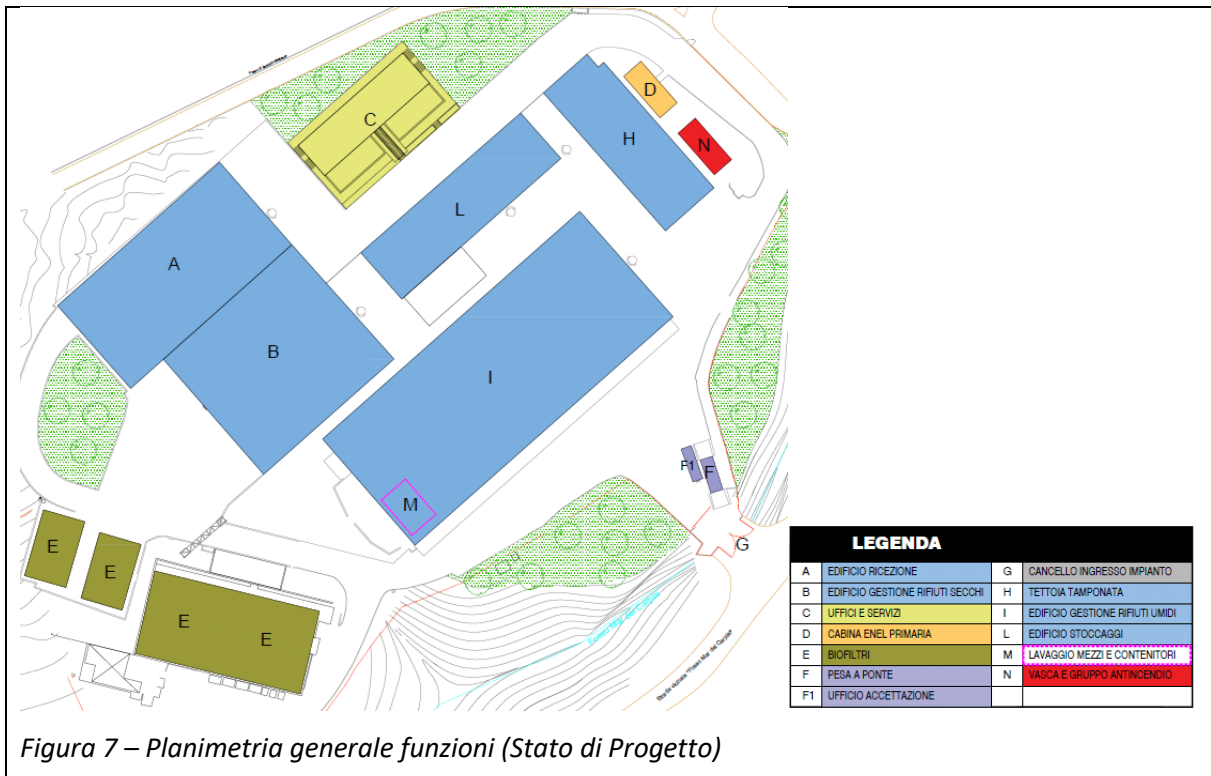 D
C
N
H
L
A
B
I
F1
F
M
G
E
E
E
E
LEGENDA
A EDIFICIO RICEZIONE G CANCELLO INGRESSO IMPIANTO
B EDIFICIO GESTIONE RIFIUTI SECCHI H TETTOIA TAMPONATA
C UFFICI E SERVIZI I EDIFICIO GESTIONE RIFIUTI UMIDI
D CABINA ENEL PRIMARIA L EDIFICIO STOCCAGGI
E BIOFILTRI M LAVAGGIO MEZZI E CONTENITORI
F PESA A PONTE N VASCA E GRUPPO ANTINCENDIO
F1 UFFICIO ACCETTAZIONE
Figura 7 – Planimetria generale funzioni (Stato di Progetto)